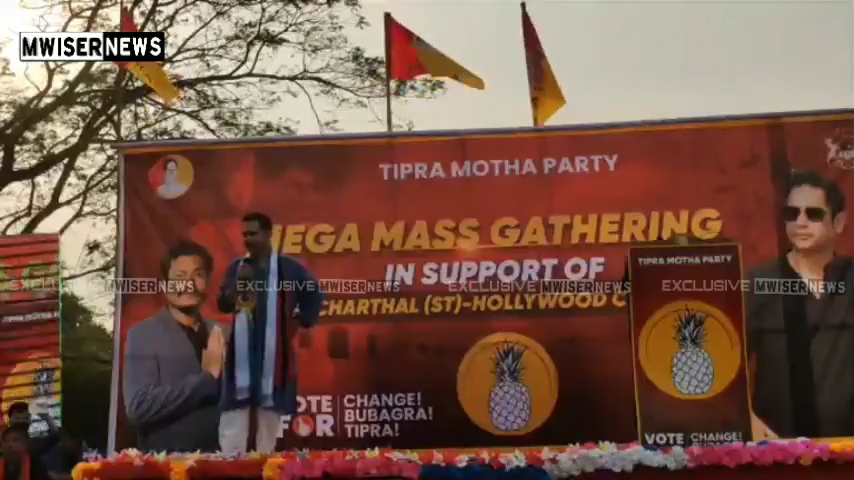 MWISERNEWS
TIPRA MOTHA PARTY
MEGA MASS GATHERING
IN SUPPORT OF
CHARTHAL (ST)-HOLLYWOOD C
TIPRA MOTHA PARTY
EXCLUSIVE MWISERNEWS EXCLUSIVE MWISERNEWS EXCLUSIVE MWISERNEWS EXCLUSIVE MWISERNEWS
VOTE FOR
CHANGE!
BUBAGRA!
TIPRA!
VOTE CHANGE!